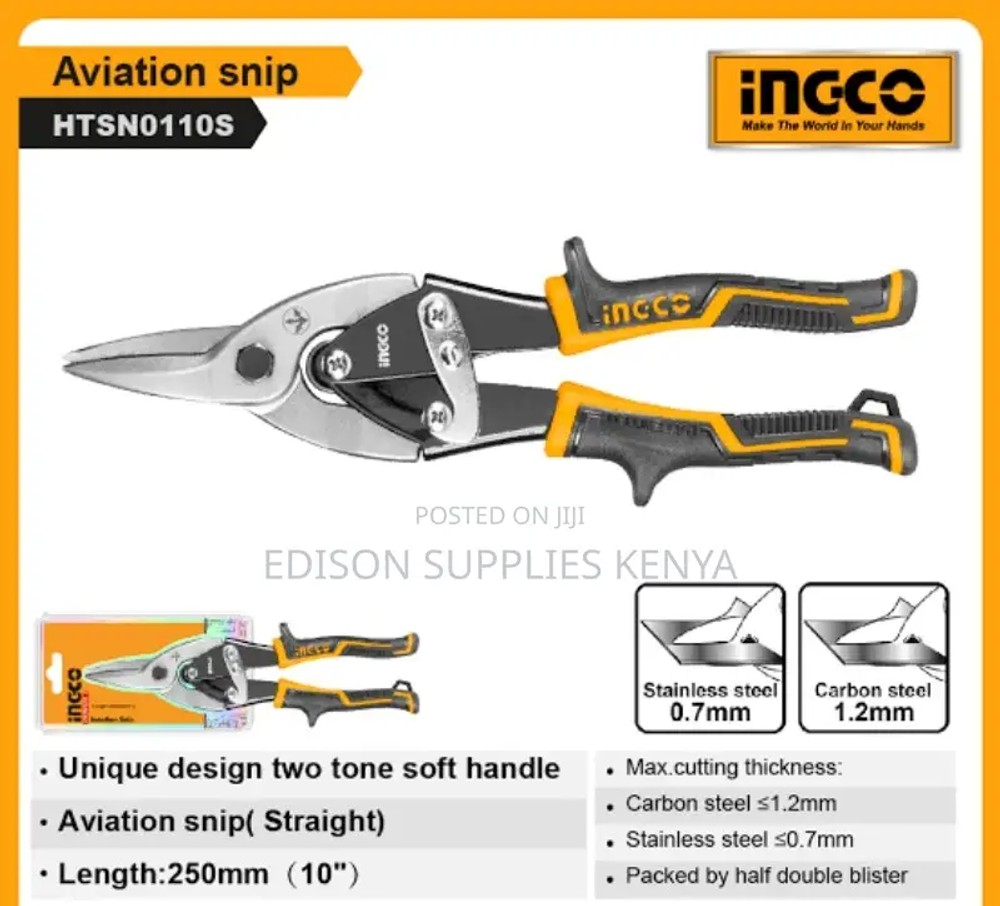 Aviation snip
HTSN0110S
INGCO
Make The World In Your Hands
INGCO
INGCO
POSTED ON JIJI
EDISON SUPPLIES KENYA
INGCO
INGCO
Stainless steel
0.7mm
Carbon steel
1.2mm
· Unique design two tone soft handle
· Aviation snip( Straight)
· Length:250mm（10"）
• Max.cutting thickness:
• Carbon steel ≤1.2mm
• Stainless steel ≤0.7mm
• Packed by half double blister